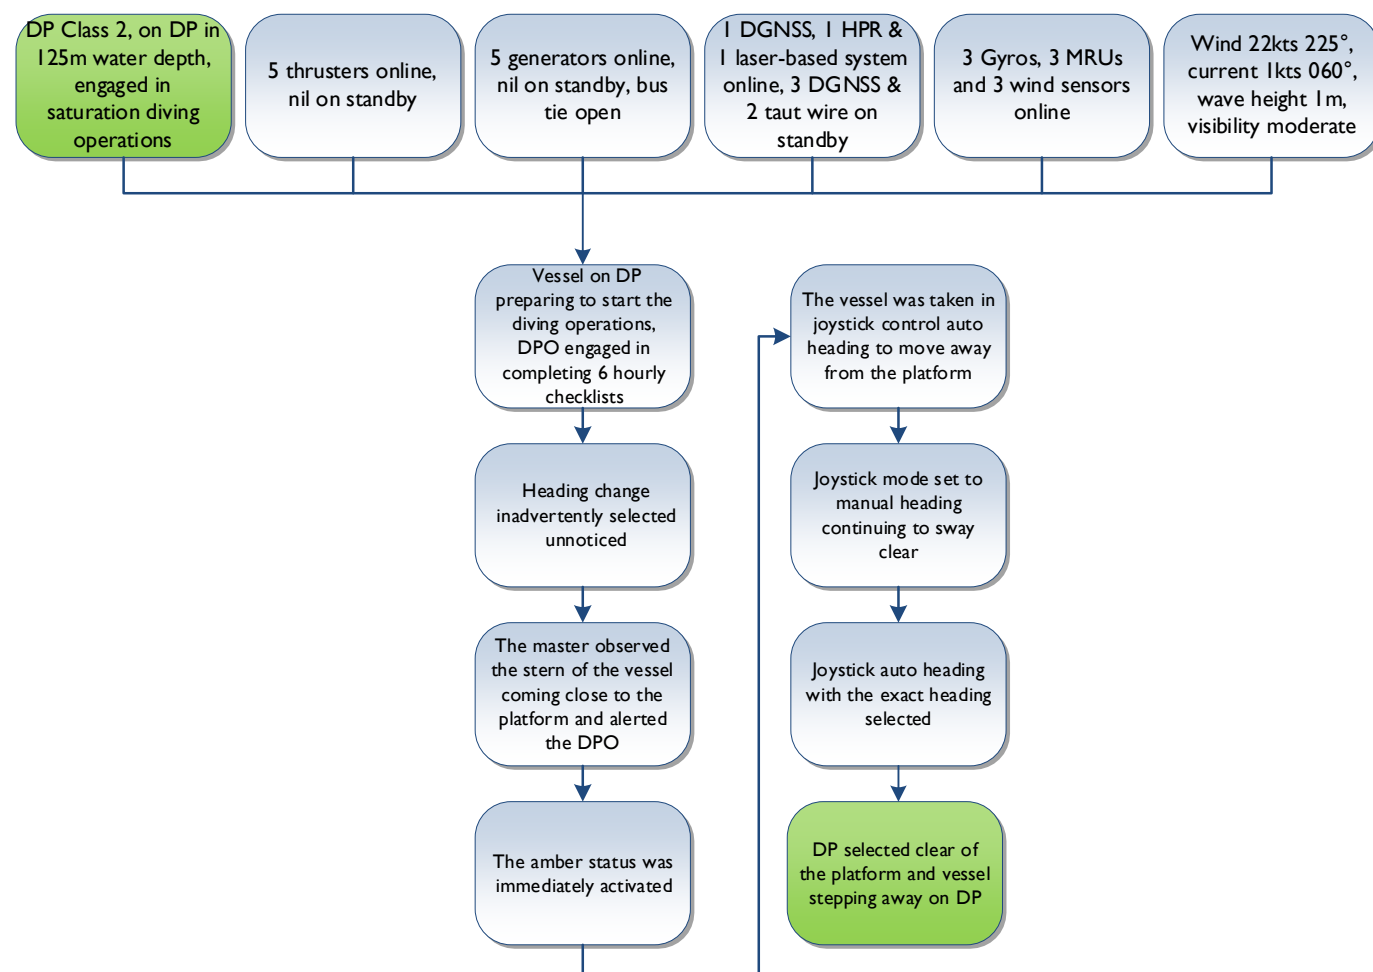 DP Class 2, on DP in
125m water depth,
engaged in
saturation diving
operations
5 thrusters online,
nil on standby
5 generators online,
nil on standby, bus
tie open
1 DGNSS, 1 HPR &
1 laser-based system
online, 3 DGNSS &
2 taut wire on
standby
3 Gyros, 3 MRUs
and 3 wind sensors
online
Wind 22kts 225°,
current 1kts 060°,
wave height 1m,
visibility moderate
Vessel on DP
preparing to start the
diving operations,
DPO engaged in
completing 6 hourly
checklists
Heading change
inadvertently selected
unnoticed
The master observed
the stern of the vessel
coming close to the
platform and alerted
the DPO
The amber status was
immediately activated
The vessel was taken in
joystick control auto
heading to move away
from the platform
Joystick mode set to
manual heading
continuing to sway
clear
Joystick auto heading
with the exact heading
selected
DP selected clear of
the platform and vessel
stepping away on DP